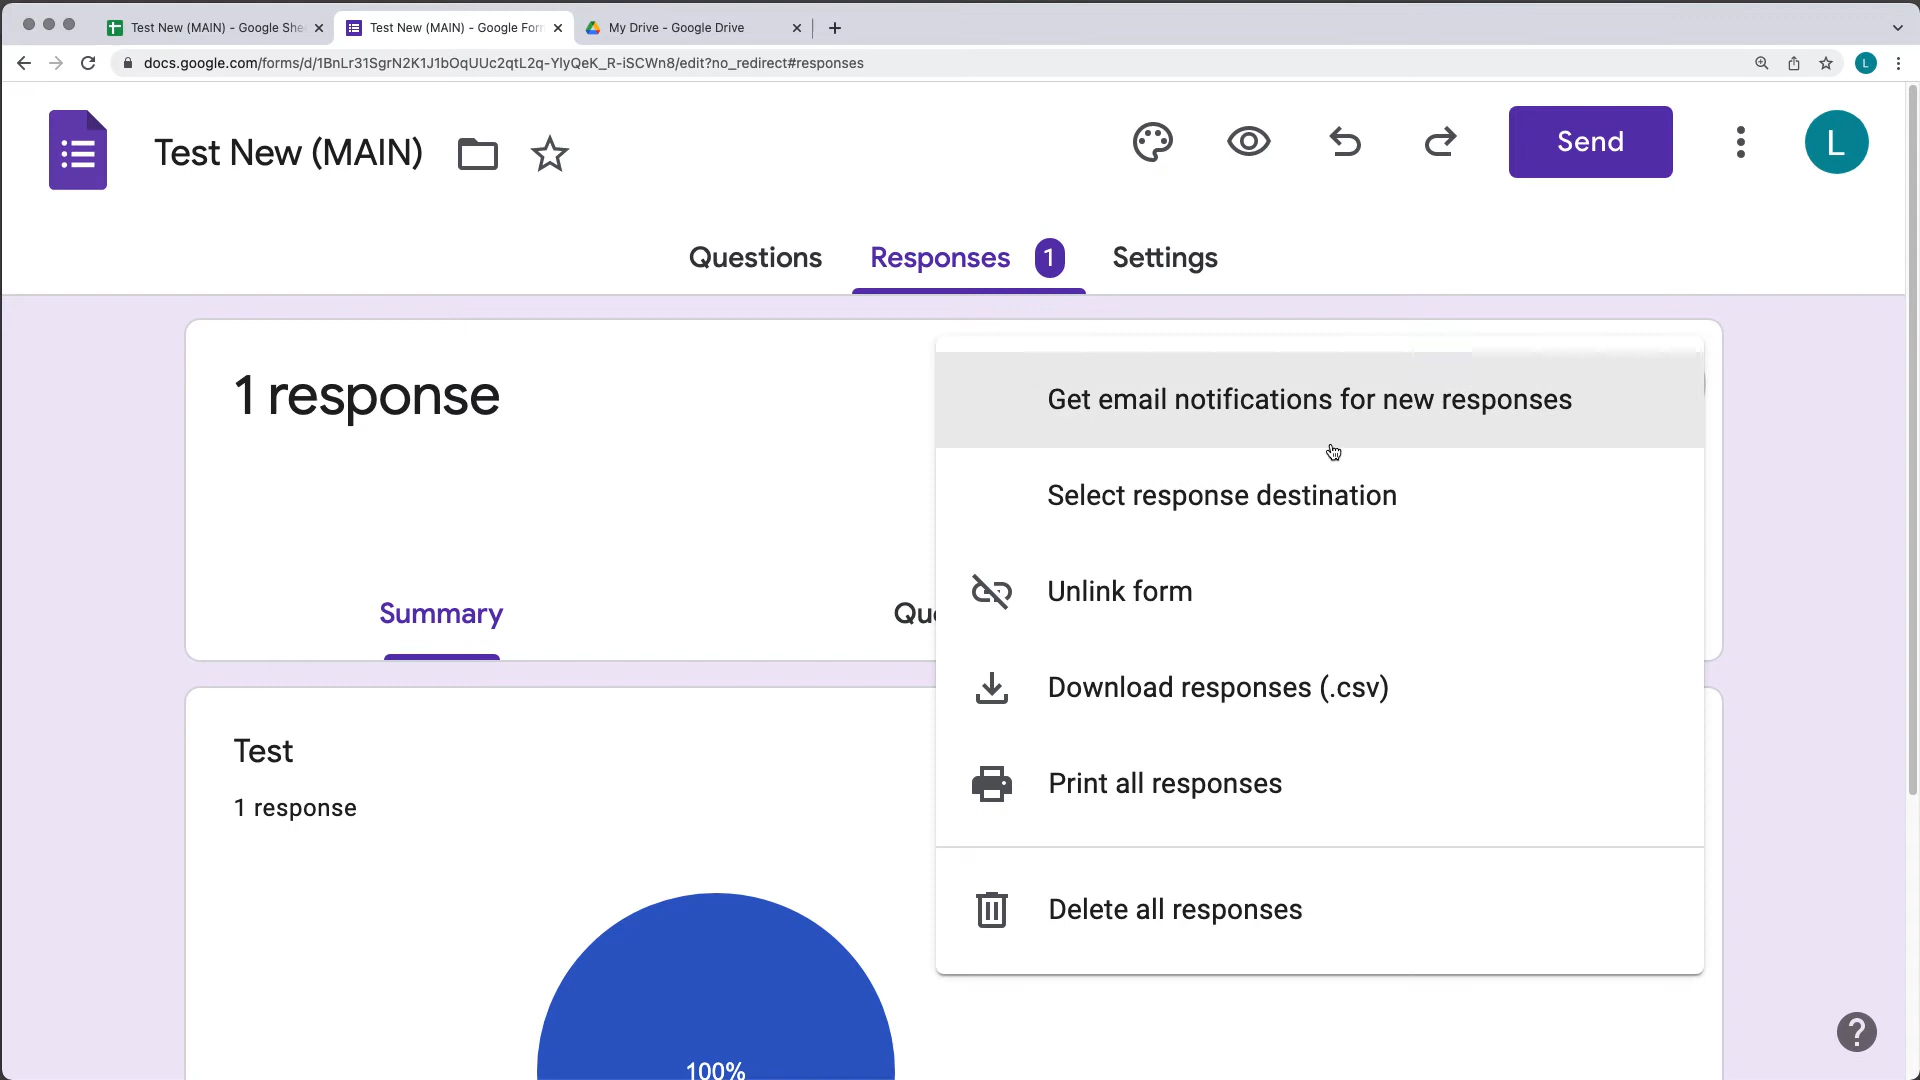 Test New (MAIN) - Google She
Test New (MAIN) - Google Form
My Drive - Google Drive
docs.google.com/forms/d/1BnLr31SgrN2K1J1bOqUUc2qtL2q-YlyQeK_R-iSCWn8/edit?no_redirect#responses
L
Test New (MAIN)
Send
L
Questions
Responses 1
Settings
1 response
Get email notifications for new responses
Select response destination
Unlink form
Summary
Que
Download responses (.csv)
Test
Print all responses
1 response
Delete all responses
100%